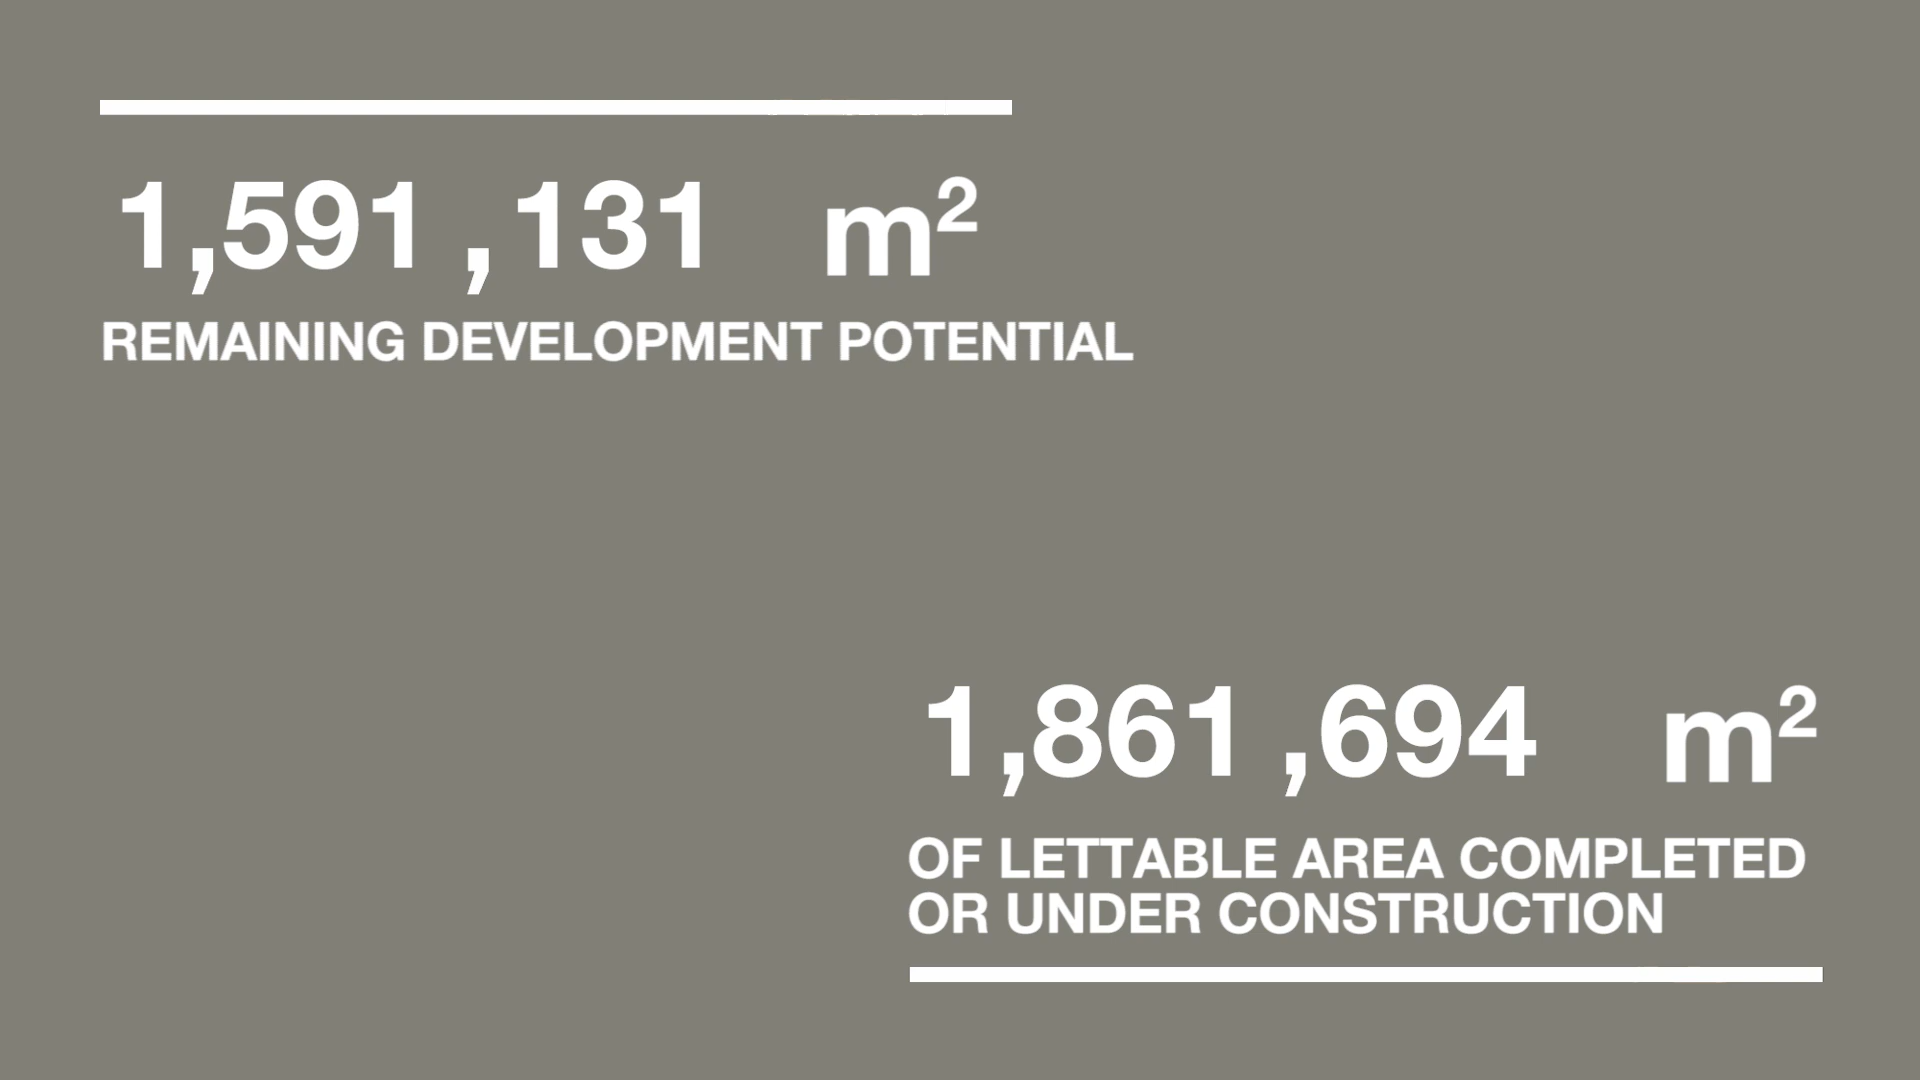 1,591,131 m²
REMAINING DEVELOPMENT POTENTIAL
1,861,694 m²
OF LETTABLE AREA COMPLETED
OR UNDER CONSTRUCTION